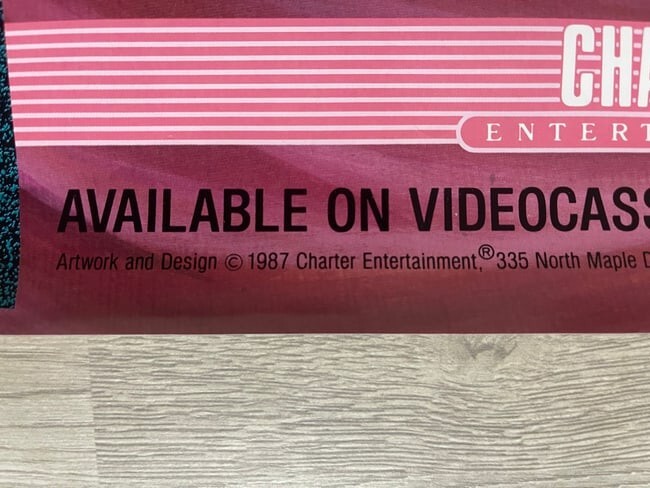 CHA
ENTERT
AVAILABLE ON VIDEOCASS
Artwork and Design © 1987 Charter Entertainment,® 335 North Maple D